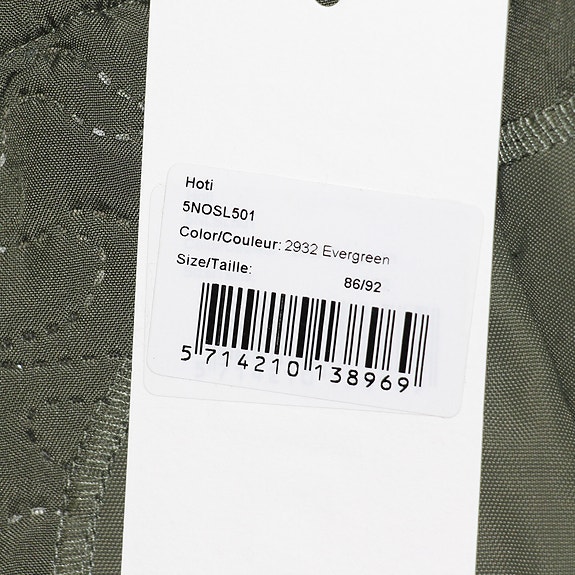 Hoti
5NOSL501
Color/Couleur: 2932 Evergreen
Size/Taille:
86/92
5 714210 138969